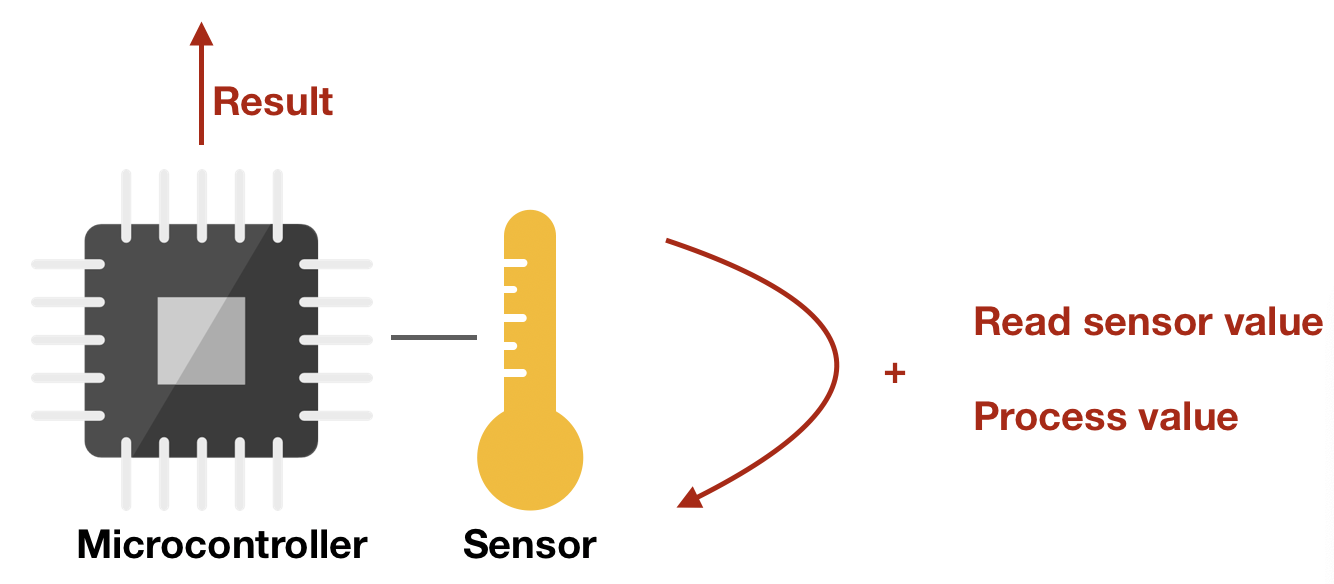 Result
Read sensor value
+
Process value
Microcontroller
Sensor